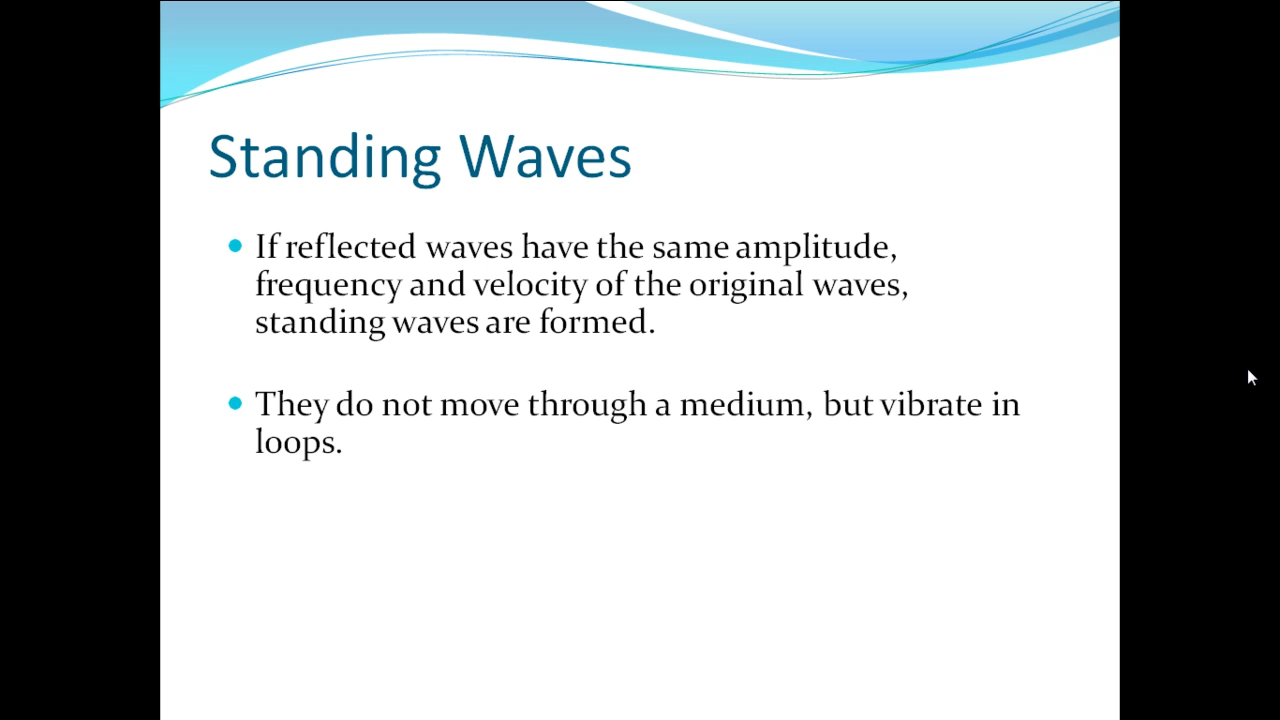 Standing Waves
If reflected waves have the same amplitude,
frequency and velocity of the original waves,
standing waves are formed.
They do not move through a medium, but vibrate in
loops.